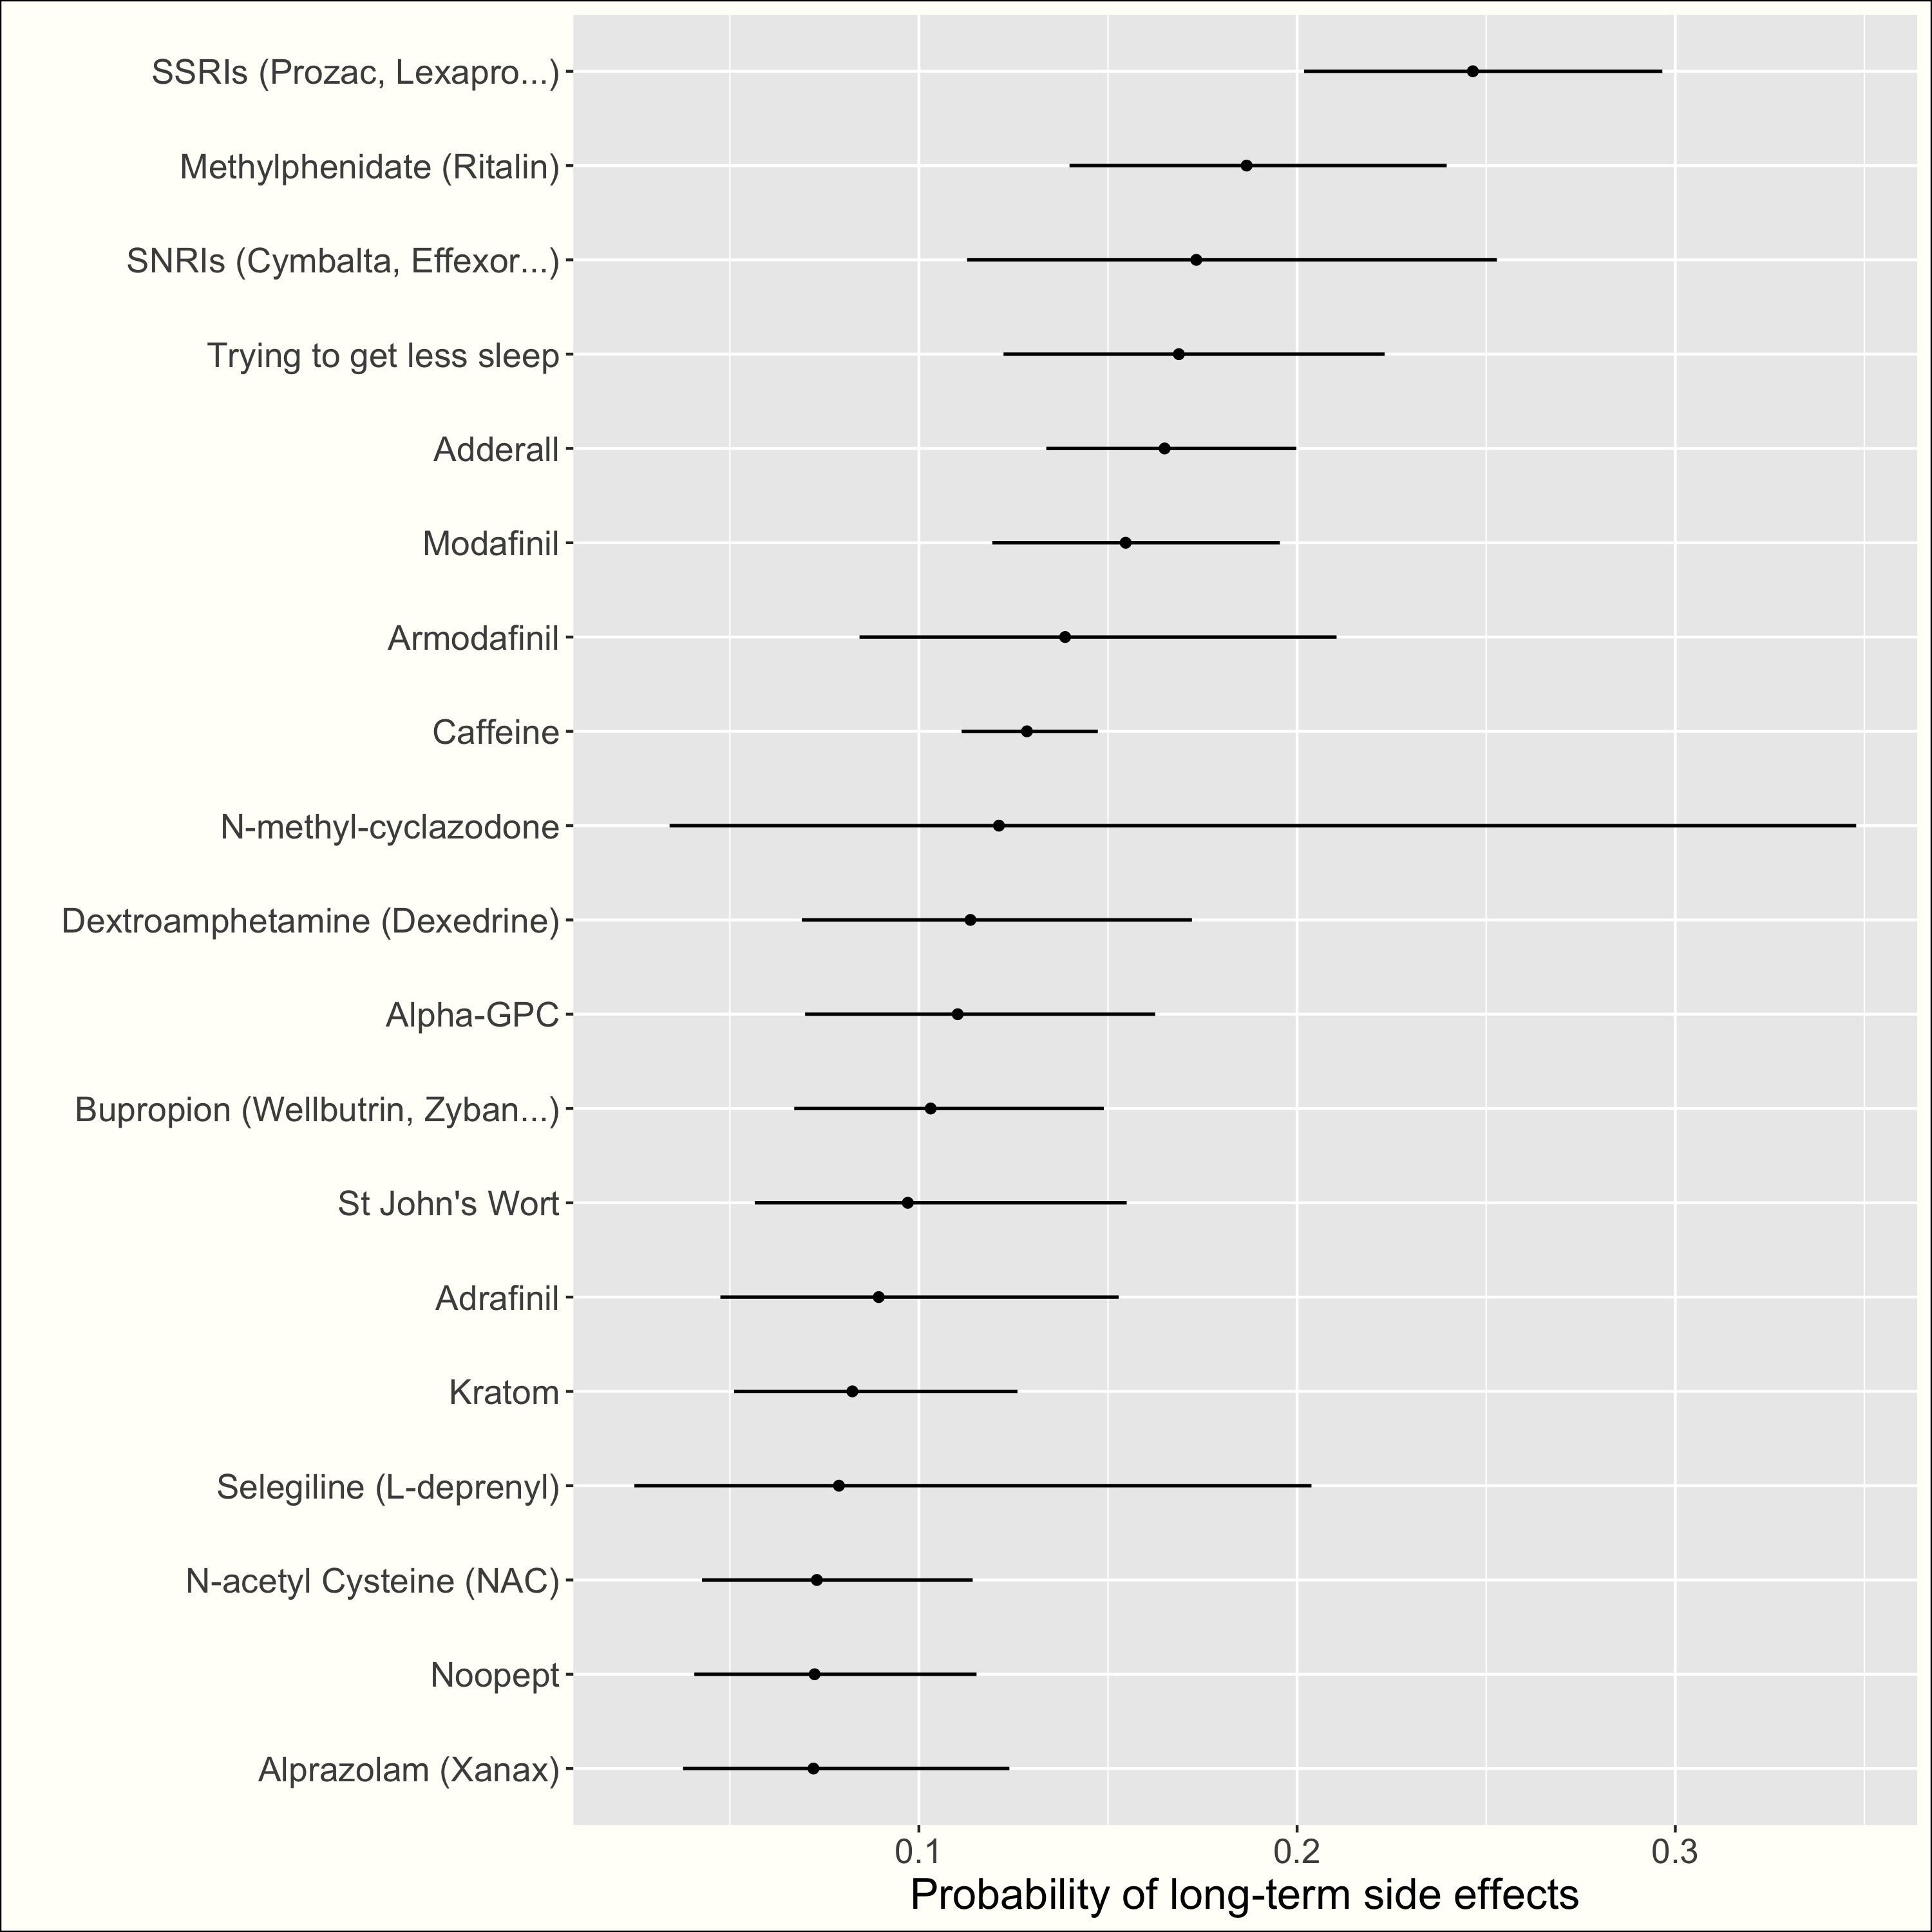 SSRIs (Prozac, Lexapro...)
Methylphenidate (Ritalin)
SNRIs (Cymbalta, Effexor...)
Trying to get less sleep
Adderall
Modafinil
Armodafinil
Caffeine
N-methyl-cyclazodone
Dextroamphetamine (Dexedrine)
Alpha-GPC
Bupropion (Wellbutrin, Zyban...)
St John's Wort
Adrafinil
Kratom
Selegiline (L-deprenyl)
N-acetyl Cysteine (NAC)
Noopept
Alprazolam (Xanax)
0.1 0.2 0.3
Probability of long-term side effects